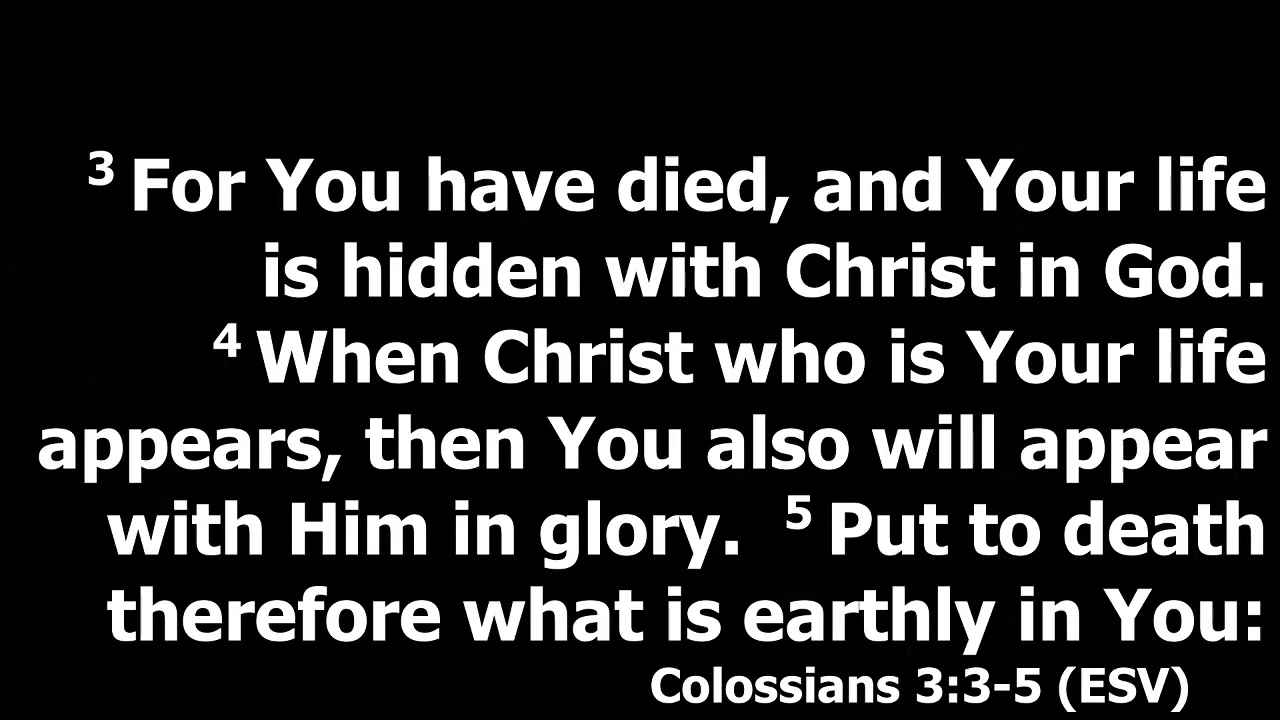 3 For You have died, and Your life
is hidden with Christ in God.
4 When Christ who is Your life
appears, then You also will appear
with Him in glory. 5 Put to death
therefore what is earthly in You:
Colossians 3:3-5 (ESV)